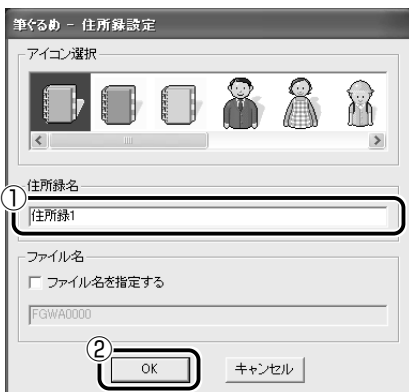 筆ぐるめ - 住所録設定
アイコン選択
①
住所録名
住所録1
ファイル名
ファイル名を指定する
FGWA0000
②
OK
キャンセル